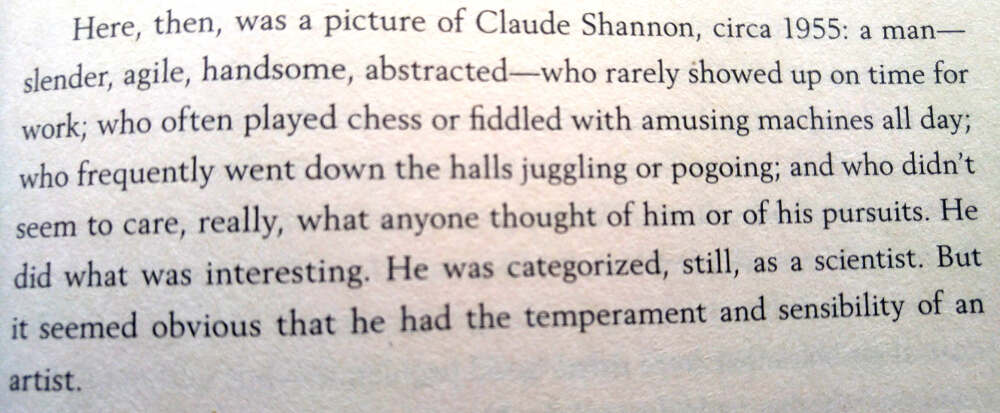 Here, then, was a picture of Claude Shannon, circa 1955: a man—
slender, agile, handsome, abstracted—who rarely showed up on time for
work; who often played chess or fiddled with amusing machines all day;
who frequently went down the halls juggling or pogoing; and who didn't
seem to care, really, what anyone thought of him or of his pursuits. He
did what was interesting. He was categorized, still, as a scientist. But
it seemed obvious that he had the temperament and sensibility of an
artist.